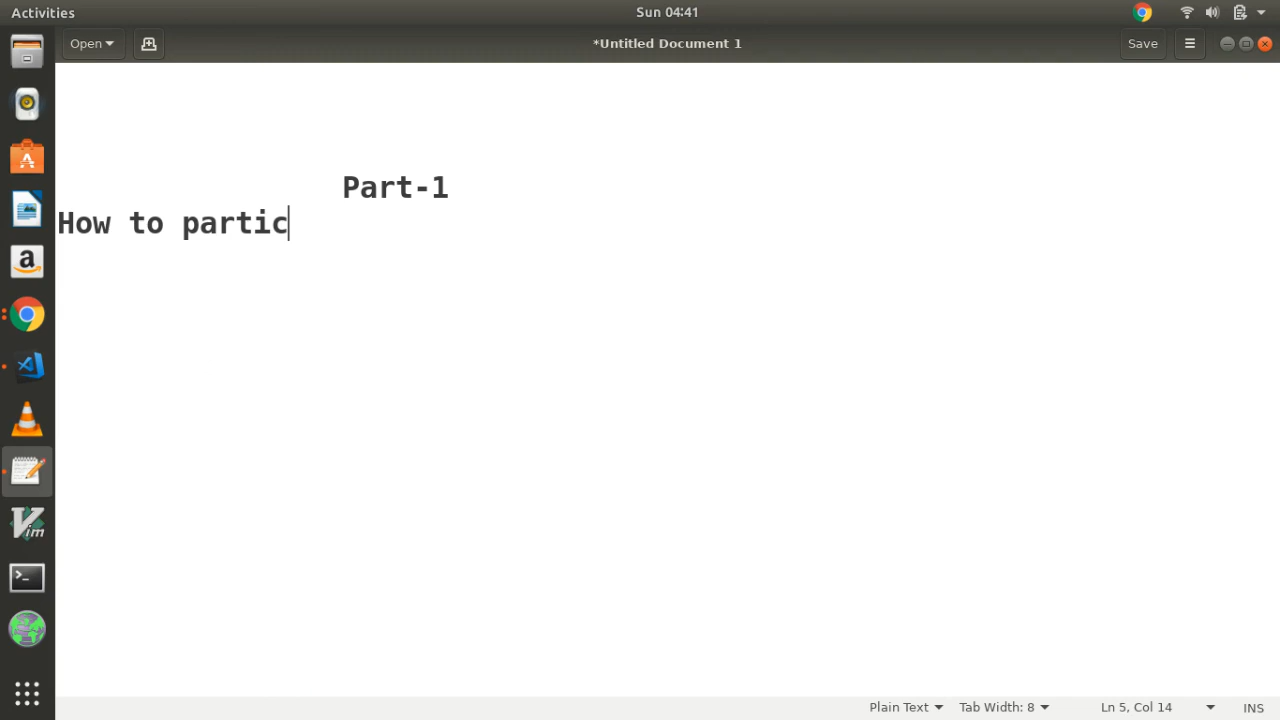 Activities
Sun 04:41
Open
*Untitled Document 1
Save
Part-1
How to partic
Plain Text
Tab Width: 8
Ln 5, Col 14
INS